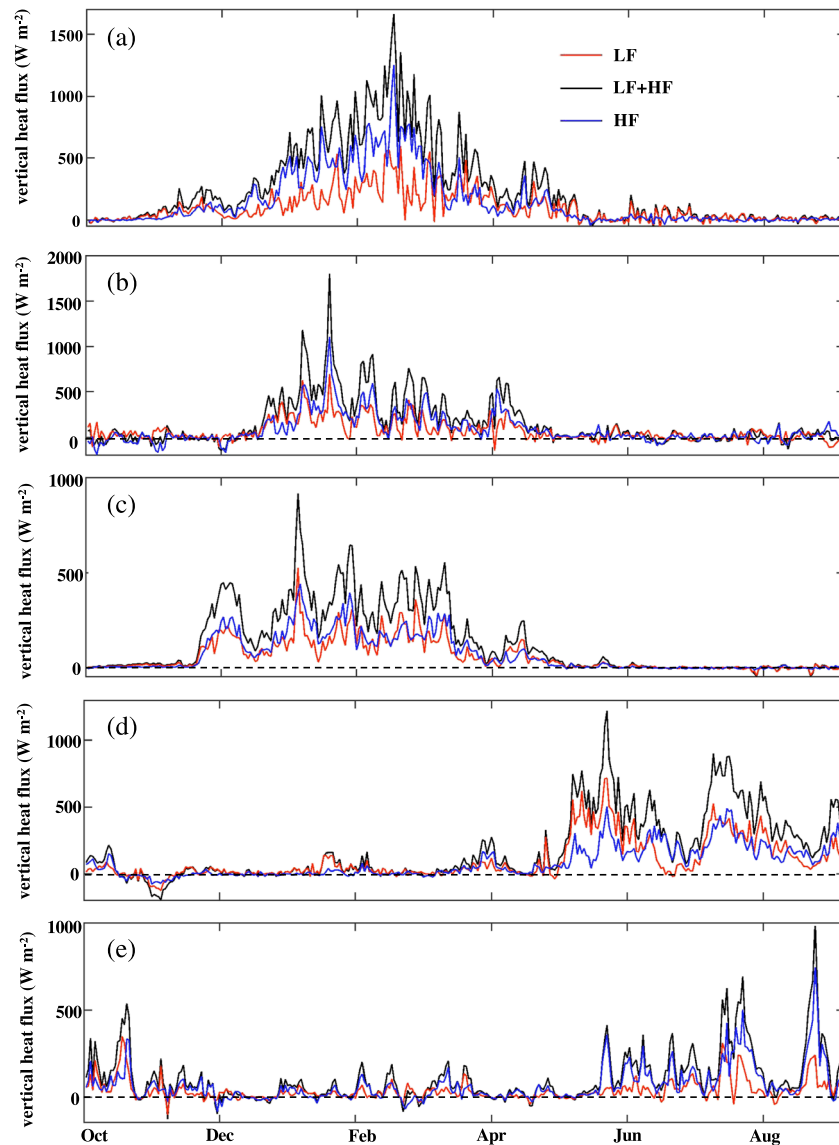 (a)
LF
LF+HF
HF
vertical heat flux (W m-2)
1500
1000
500
0
(b)
vertical heat flux (W m-2)
2000
1500
1000
500
0
(c)
vertical heat flux (W m-2)
1000
500
0
(d)
vertical heat flux (W m-2)
1000
500
0
(e)
vertical heat flux (W m-2)
1000
500
0
Oct Dec Feb Apr Jun Aug